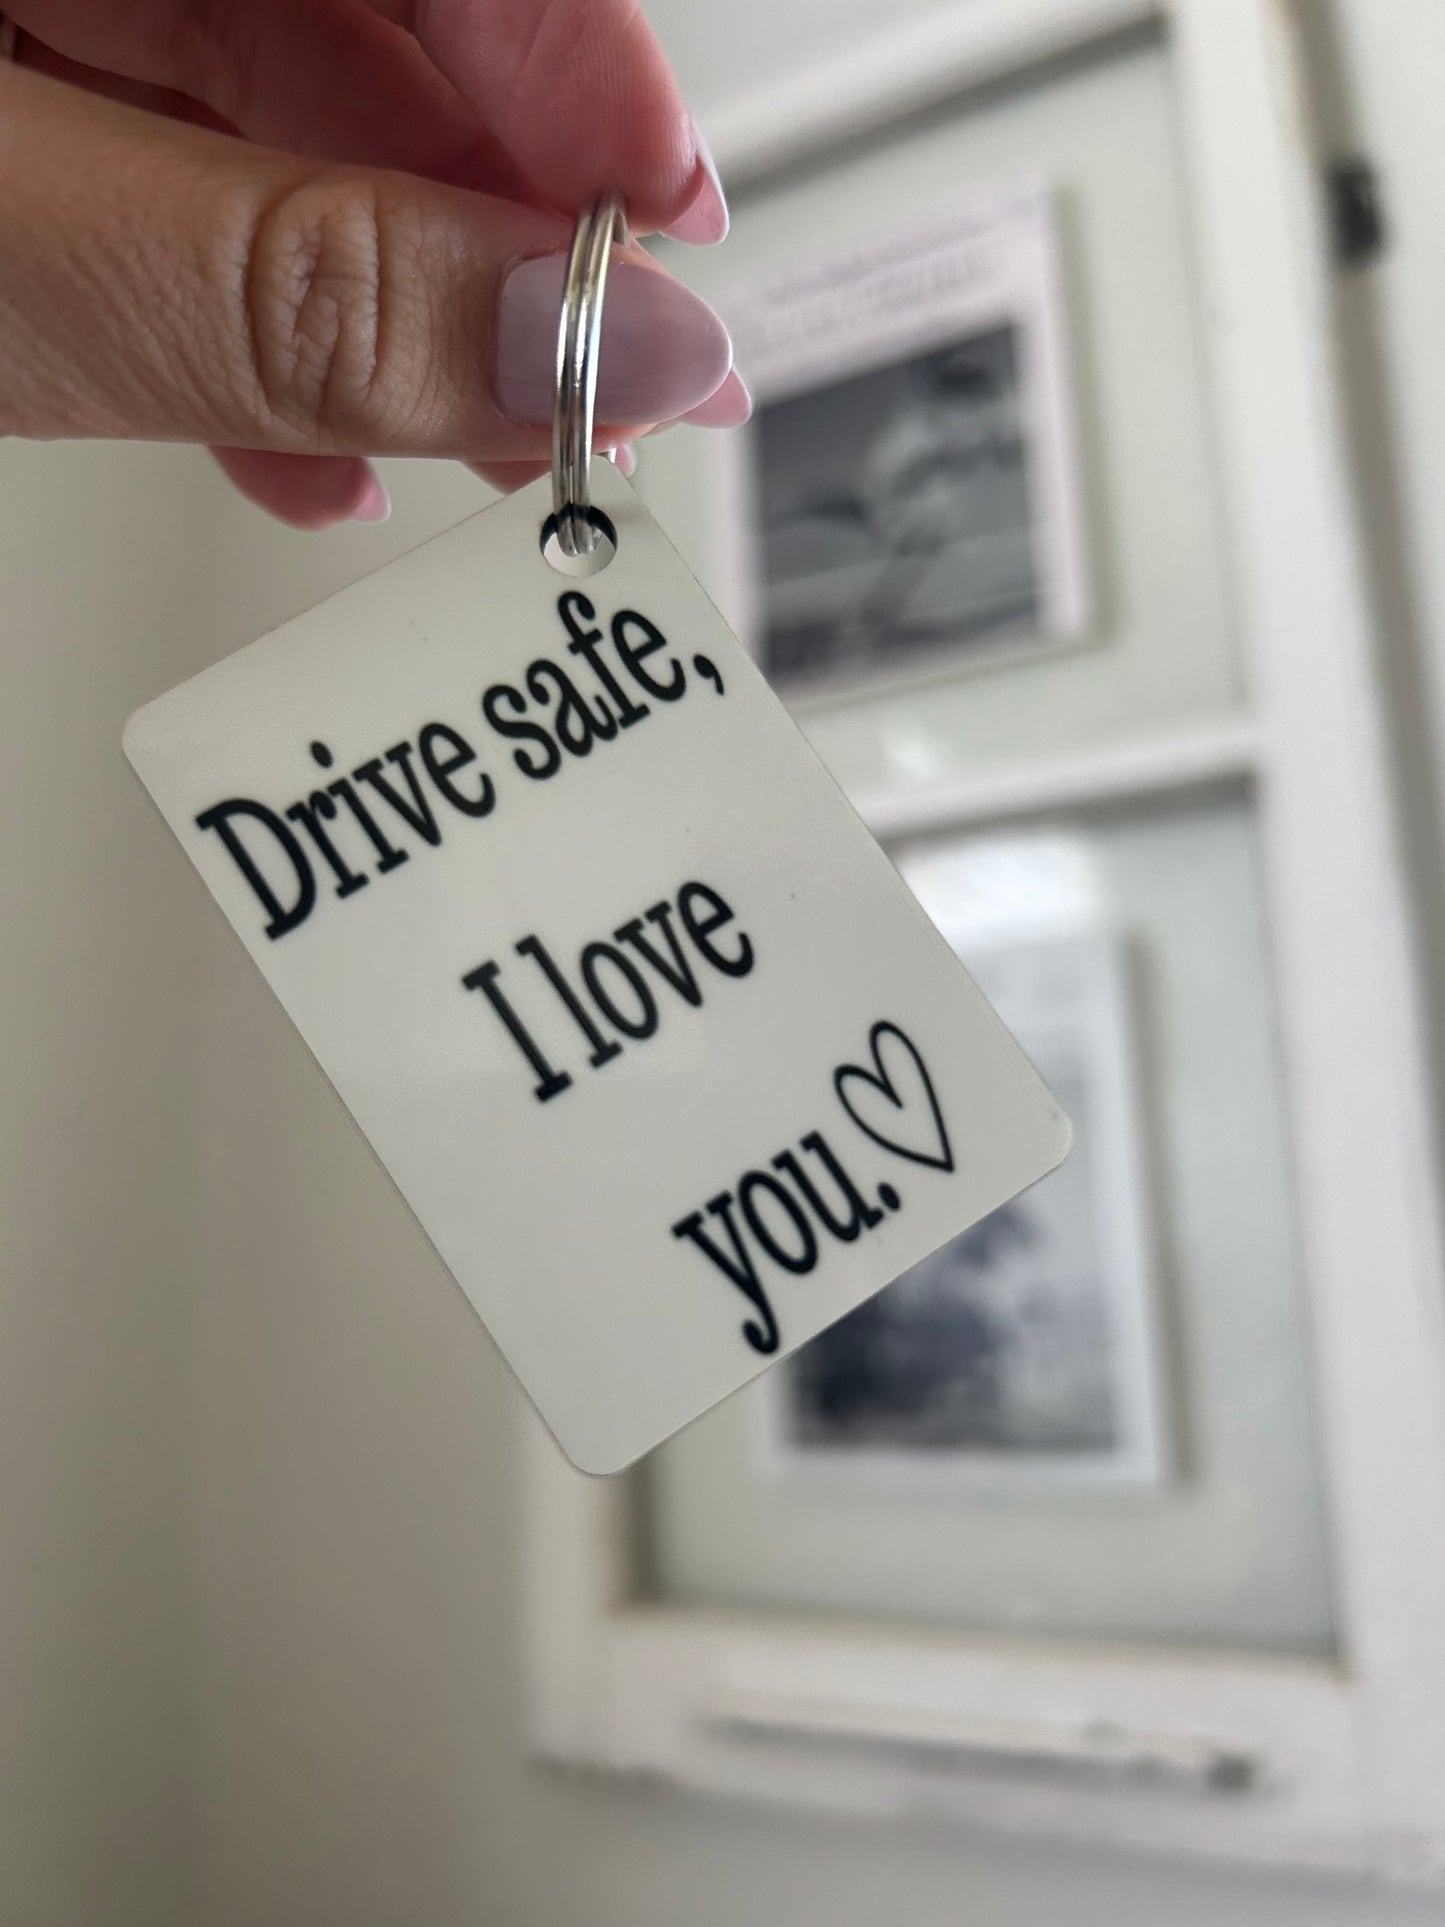 Drive safe,
I love
you.